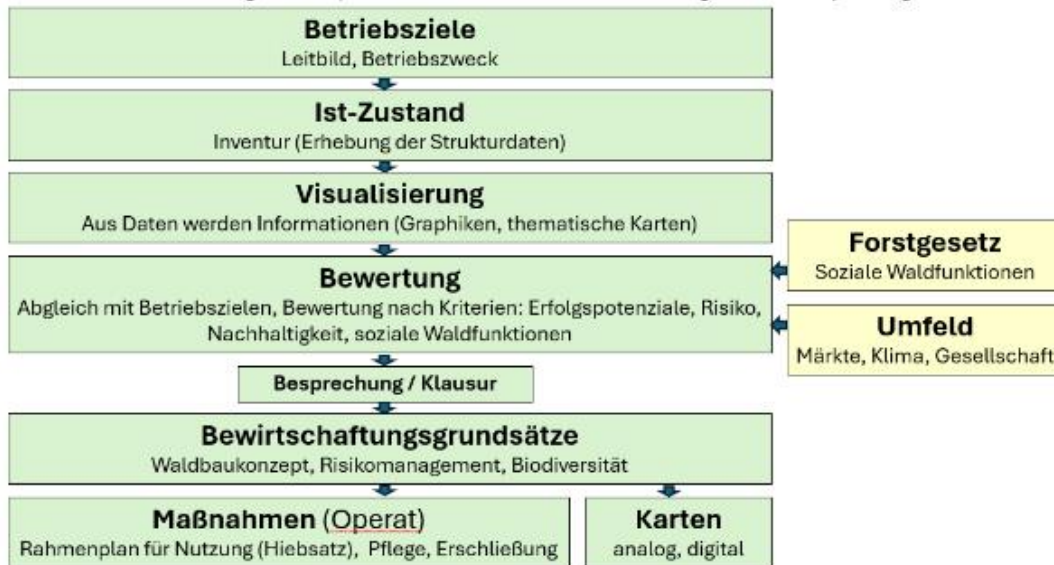 Betriebsziele
Leitbild, Betriebszweck
Ist-Zustand
Inventur (Erhebung der Strukturdaten)
Visualisierung
Aus Daten werden Informationen (Graphiken, thematische Karten)
Forstgesetz
Soziale Waldfunktionen
Bewertung
Abgleich mit Betriebszielen, Bewertung nach Kriterien: Erfolgspotenziale, Risiko,
Nachhaltigkeit, soziale Waldfunktionen
Umfeld
Märkte, Klima, Gesellschaft
Besprechung / Klausur
Bewirtschaftungsgrundsätze
Waldbaukonzept, Risikomanagement, Biodiversität
Maßnahmen (Operat)
Rahmenplan für Nutzung (Hiebsatz), Pflege, Erschließung
Karten
analog, digital